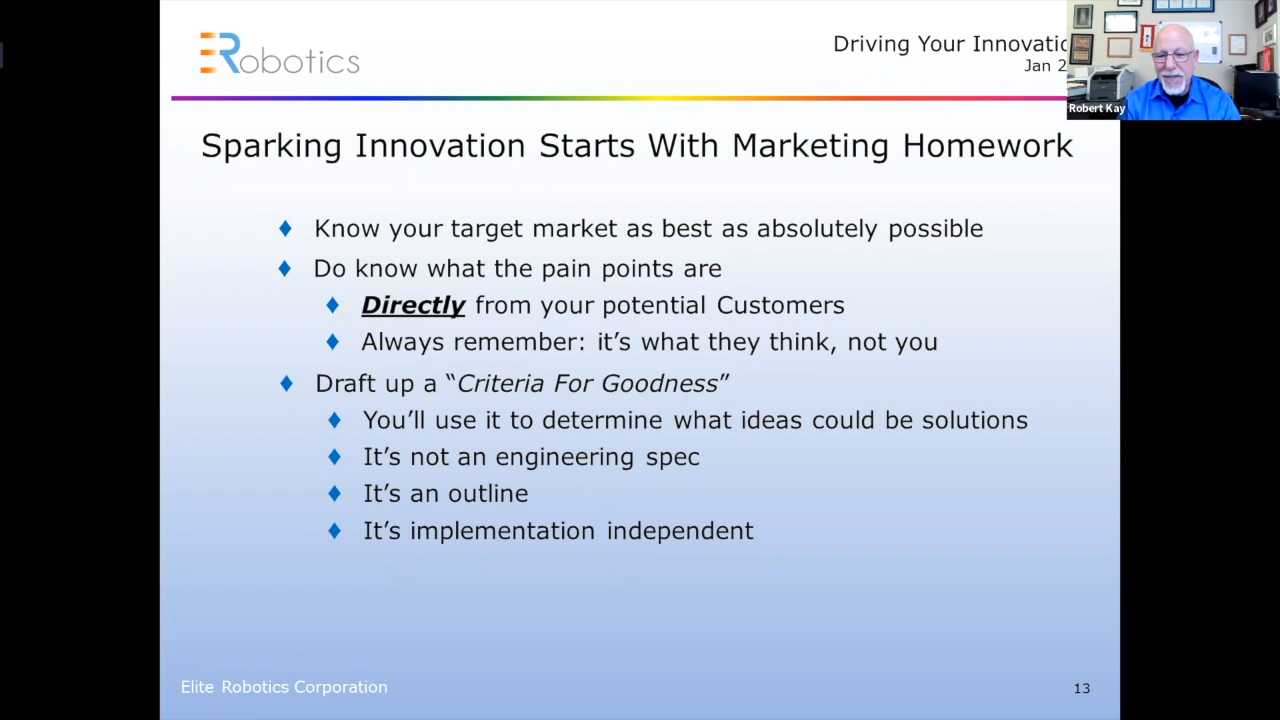 ERobotics
Driving Your Innovatio
Jan 2
Robert Kay
Sparking Innovation Starts With Marketing Homework
Know your target market as best as absolutely possible
Do know what the pain points are
Directly from your potential Customers
Always remember: it’s what they think, not you
Draft up a “Criteria For Goodness”
You’ll use it to determine what ideas could be solutions
It’s not an engineering spec
It’s an outline
It’s implementation independent
Elite Robotics Corporation
13